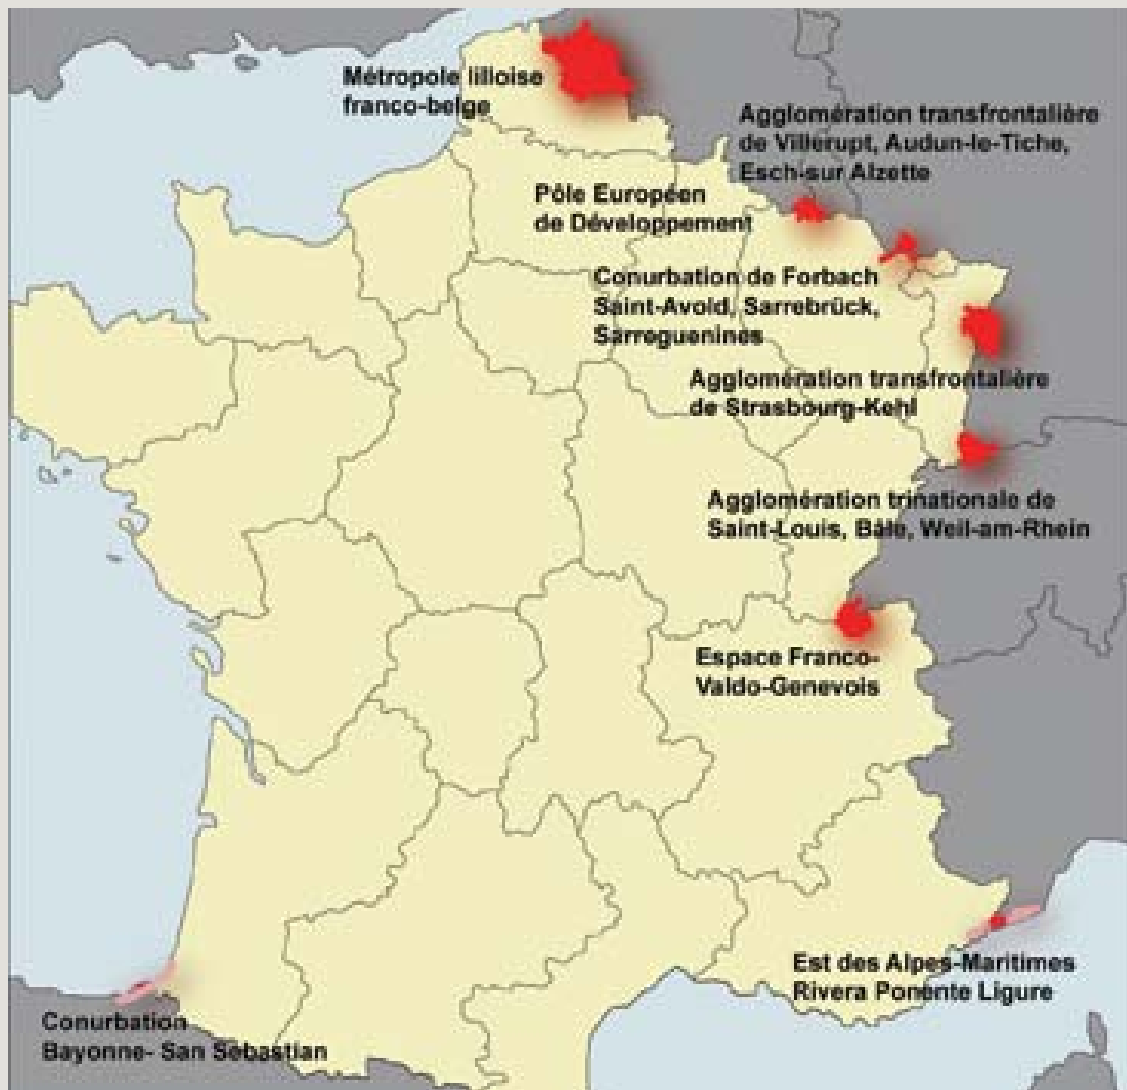 Métropole lilloise
franco-belge
Agglomération transfrontalière
de Villerupt, Audun-le-Tiche,
Esch-sur Alzette
Pôle Européen
de Développement
Conurbation de Forbach
Saint-Avold, Sarrebrück,
Sarreguenines
Agglomération transfrontalière
de Strasbourg-Kehl
Agglomération trinationale de
Saint-Louis, Bâle, Weil-am-Rhein
Espace Franco-
Valdo-Genevois
Est des Alpes-Maritimes
Rivera Ponente Ligure
Conurbation
Bayonne- San Sebastian